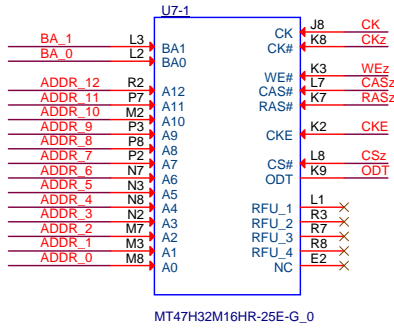 U7-1
BA_1 L3 BA1 CK J8 CK
BA_0 L2 BA0 CK# K8 CKz
WE# K3 WEz
ADDR_12 R2 A12 CAS# L7 CASz
ADDR_11 P7 A11 RAS# K7 RASz
ADDR_10 M2 A10
ADDR_9 P3 A9 CKE K2 CKE
ADDR_8 P8 A8
ADDR_7 P2 A7 CS# L8 CSz
ADDR_6 N7 A6 ODT K9 ODT
ADDR_5 N3 A5
ADDR_4 N8 A4 RFU_1 L1
ADDR_3 N2 A3 RFU_2 R3
ADDR_2 M7 A2 RFU_3 R7
ADDR_1 M3 A1 RFU_4 R8
ADDR_0 M8 A0 NC E2
MT47H32M16HR-25E-G_0